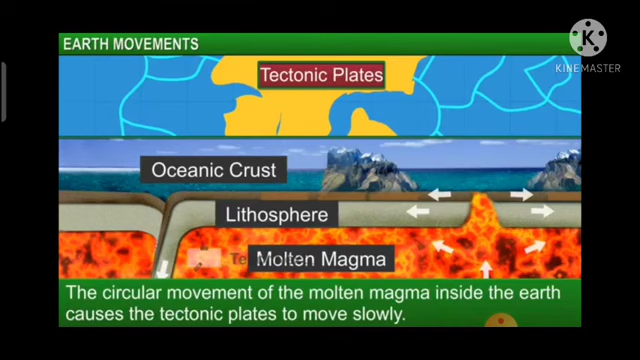 EARTH MOVEMENTS
KINEMASTER
Tectonic Plates
Oceanic Crust
Lithosphere
Molten Magma
The circular movement of the molten magma inside the earth
causes the tectonic plates to move slowly.